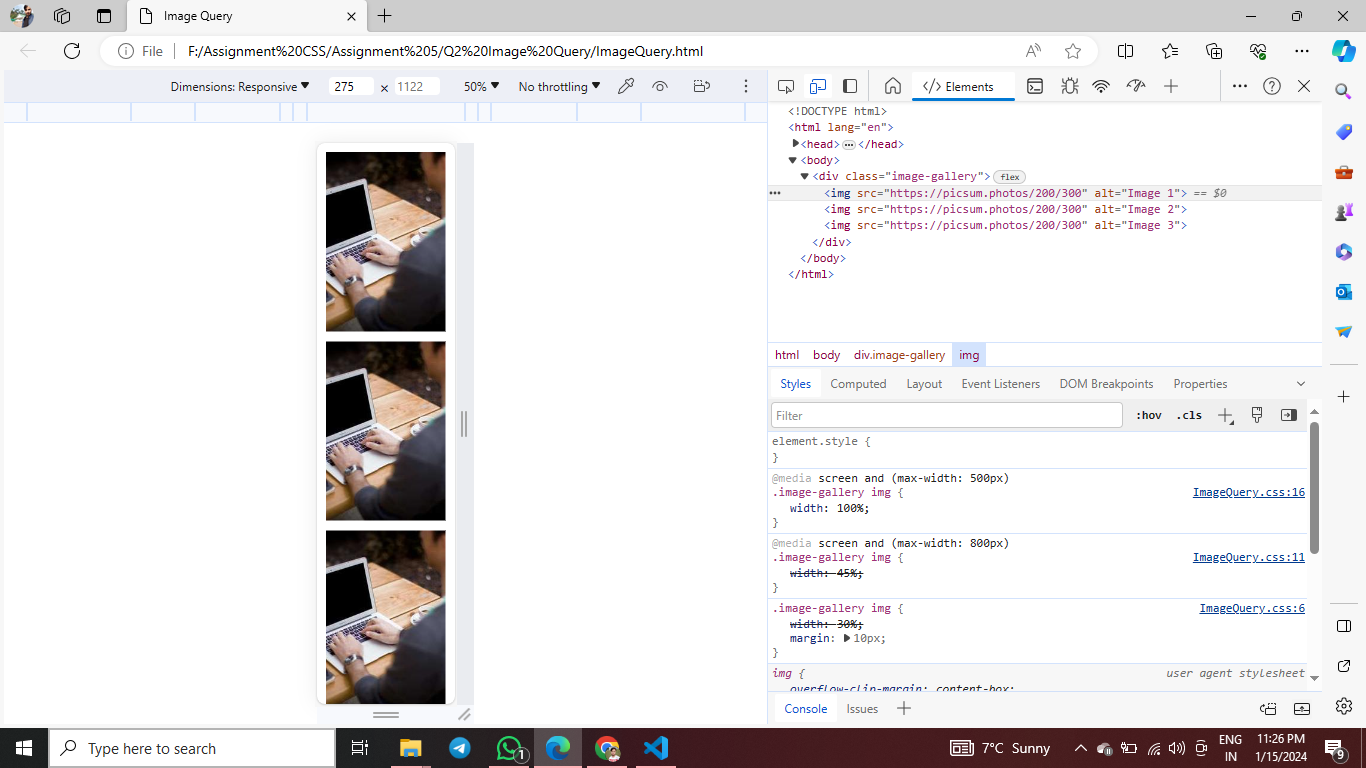 Image Query
File
F:/Assignment%20CSS/Assignment%205/Q2%20Image%20Query/ImageQuery.html
Dimensions: Responsive 275 × 1122 50% No throttling
Elements
<!DOCTYPE html>
<html lang="en">
<head> ••• </head>
<body>
<div class="image-gallery"> flex
••• <img src="https://picsum.photos/200/300" alt="Image 1"> == $0
<img src="https://picsum.photos/200/300" alt="Image 2">
<img src="https://picsum.photos/200/300" alt="Image 3">
</div>
</body>
</html>
html body div.image-gallery img
Styles Computed Layout Event Listeners DOM Breakpoints Properties
Filter :hov .cls
element.style {
}
@media screen and (max-width: 500px)
.image-gallery img { ImageQuery.css:16
width: 100%;
}
@media screen and (max-width: 800px)
.image-gallery img { ImageQuery.css:11
width: 45%;
}
.image-gallery img { ImageQuery.css:6
width: 30%;
margin: 10px;
}
img { user agent stylesheet
overflow-clip-margin: content-box;
Console Issues
Type here to search
1
7°C Sunny
ENG
IN
11:26 PM
1/15/2024
9